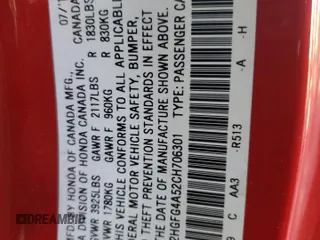 MFD BY HONDA OF CANADA MFG.,
A DIVISION OF HONDA CANADA INC.
07/
CANADA
GVWR 3925LBS GAWR F 2117LBS R 1830LBS
GVWR 1780KG GAWR F 960KG R 830KG
THIS VEHICLE CONFORMS TO ALL APPLICABLE
FEDERAL MOTOR VEHICLE SAFETY, BUMPER,
THEFT PREVENTION STANDARDS IN EFFECT
ON THE DATE OF MANUFACTURE SHOWN ABOVE.
2HGFG4A52CH706301 TYPE:PASSENGER CA
C AA3 -R513 -A -H
DREAMBID